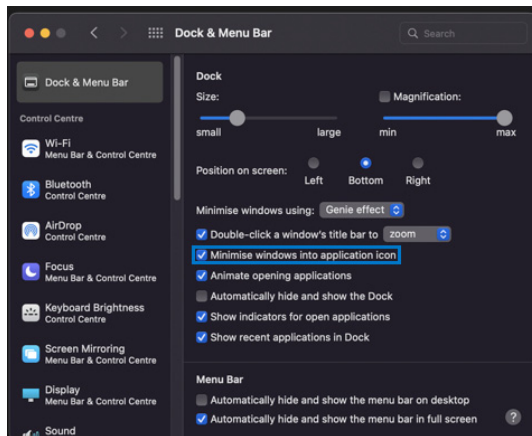 Dock & Menu Bar
Search
Dock & Menu Bar
Control Centre
Wi-Fi
Menu Bar & Control Centre
Bluetooth
Control Centre
AirDrop
Control Centre
Focus
Menu Bar & Control Centre
Keyboard Brightness
Control Centre
Screen Mirroring
Menu Bar & Control Centre
Display
Menu Bar & Control Centre
Sound
Dock
Size:
Magnification:
small large min max
Position on screen:
Left Bottom Right
Minimise windows using: Genie effect
Double-click a window's title bar to zoom
Minimise windows into application icon
Animate opening applications
Automatically hide and show the Dock
Show indicators for open applications
Show recent applications in Dock
Menu Bar
Automatically hide and show the menu bar on desktop
Automatically hide and show the menu bar in full screen
?